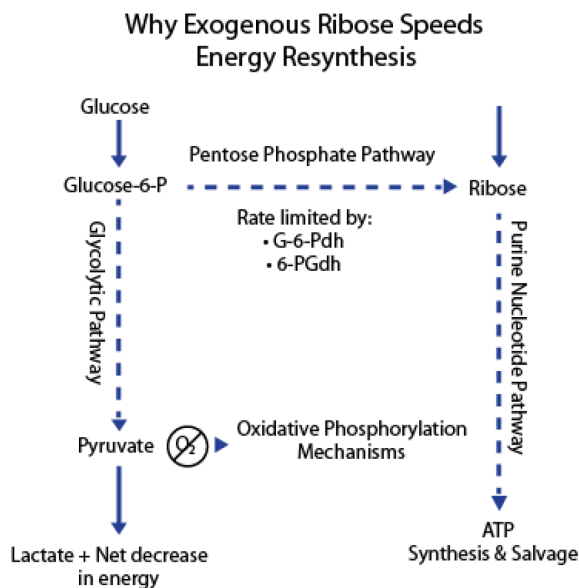 Why Exogenous Ribose Speeds
Energy Resynthesis
Glucose
Pentose Phosphate Pathway
Glucose-6-P
Ribose
Rate limited by:
• G-6-Pdh
• 6-PGdh
Glycolytic Pathway
Purine Nucleotide Pathway
Pyruvate
O₂
Oxidative Phosphorylation
Mechanisms
Lactate + Net decrease
in energy
ATP
Synthesis & Salvage